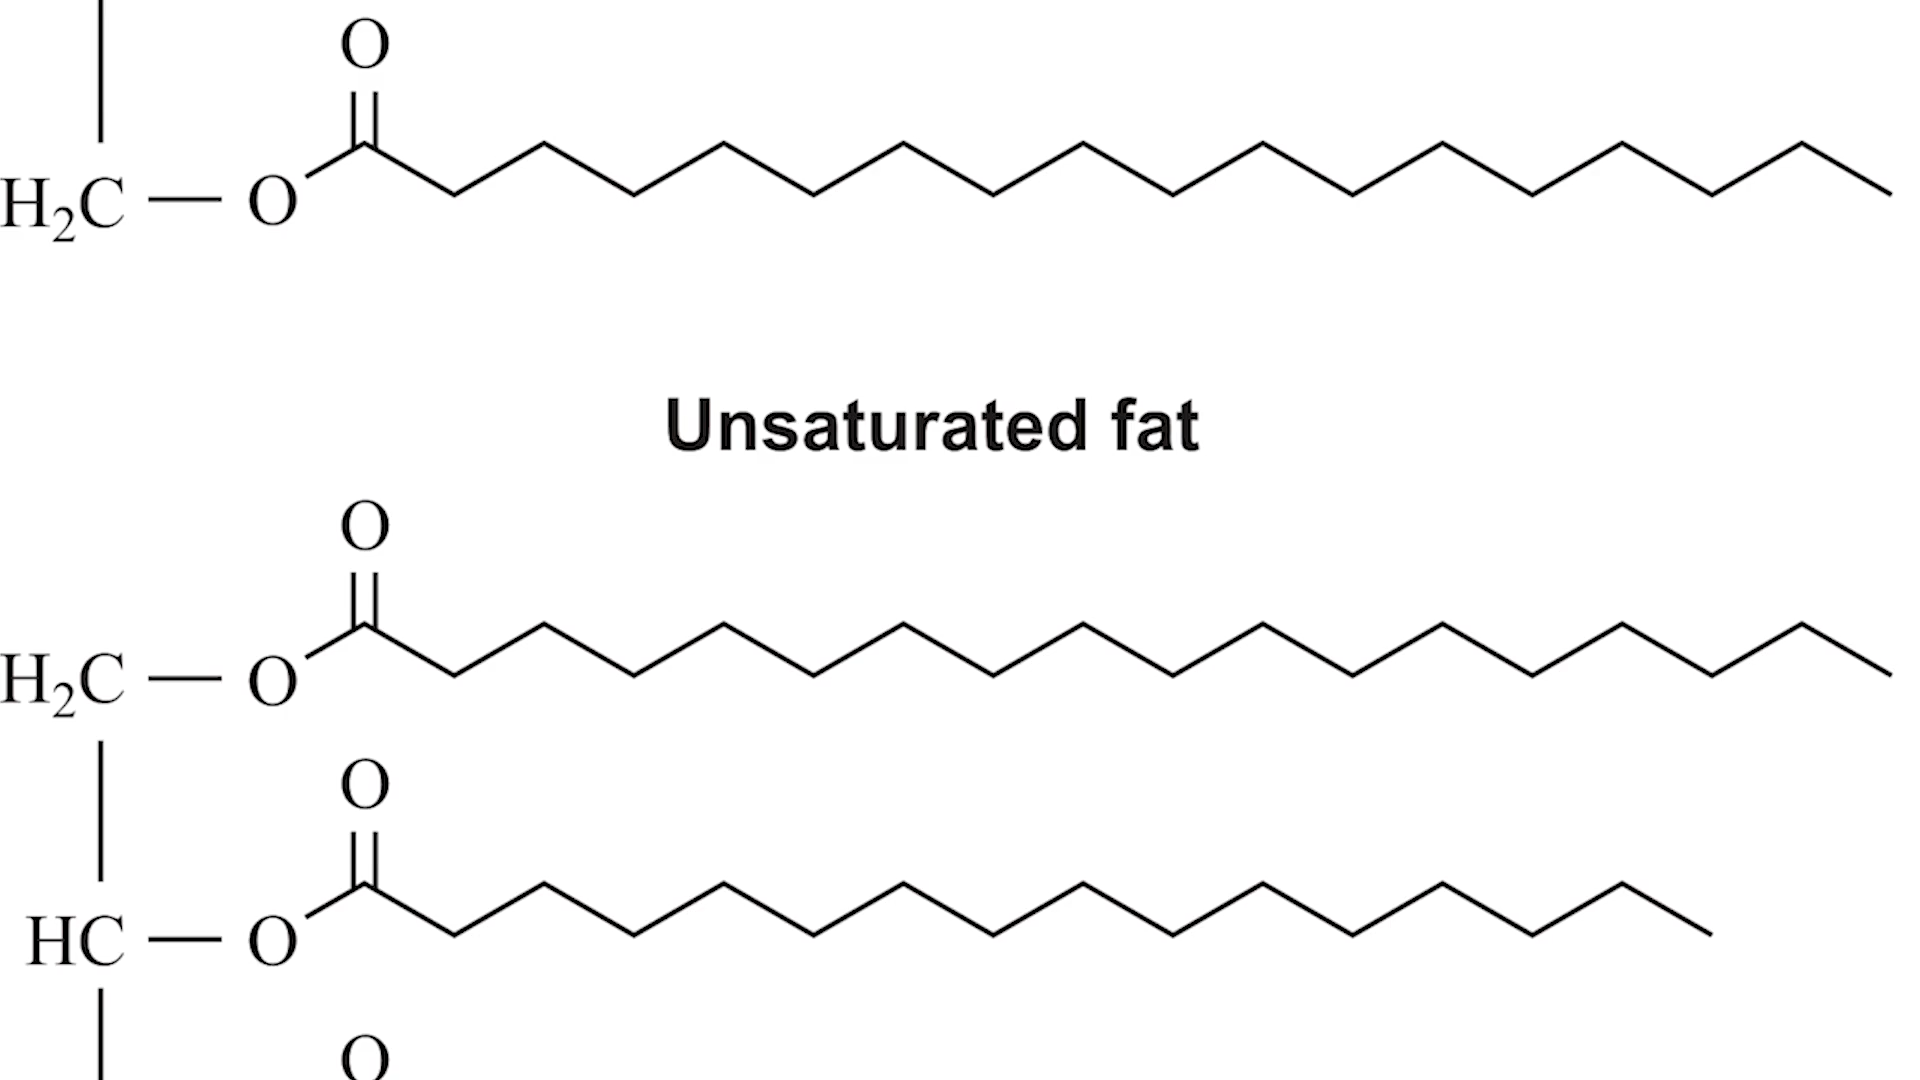 O
H₂C — O
Unsaturated fat
O
H₂C — O
O
HC — O
O